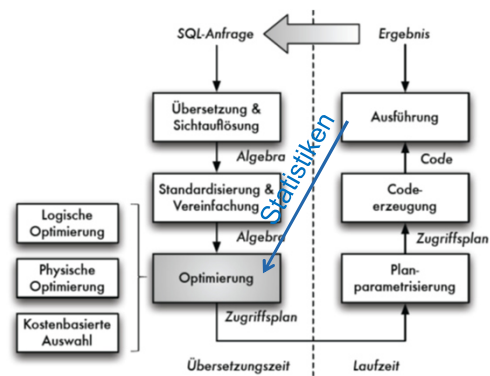 SQL-Anfrage
Ergebnis
Übersetzung &
Sichtauflösung
Ausführung
Statistiken
Algebra
Code
Standardisierung &
Vereinfachung
Code-
erzeugung
Algebra
Zugriffsplan
Logische
Optimierung
Physische
Optimierung
Kostenbasierte
Auswahl
Optimierung
Plan-
parametrisierung
Zugriffsplan
Übersetzungszeit
Laufzeit